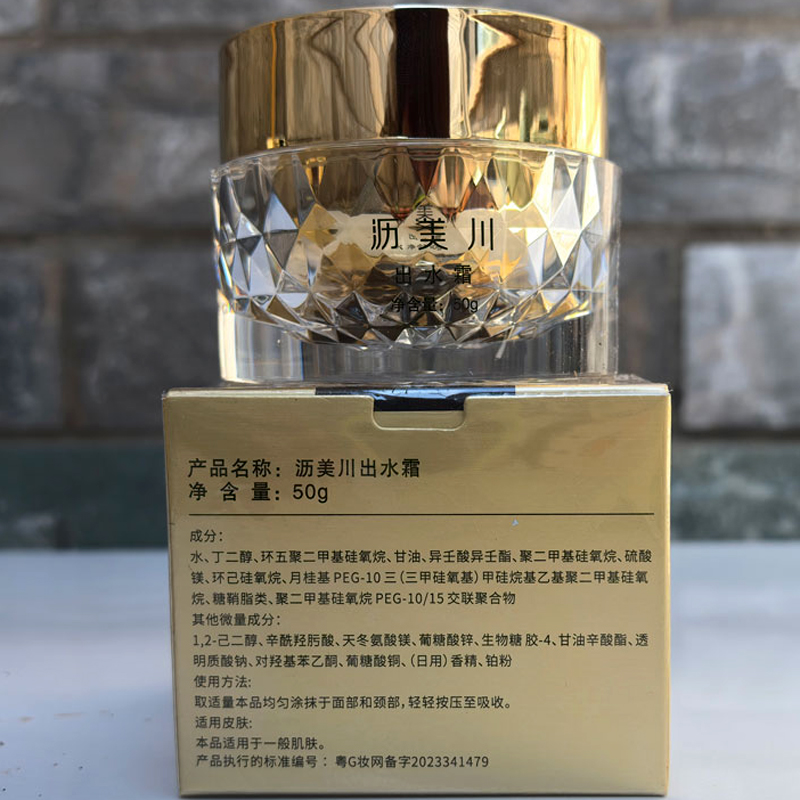 沥美川
出水霜
净含量：50g
产品名称：沥美川出水霜
净 含 量：50g
成分：
水、丁二醇、环五聚二甲基硅氧烷、甘油、异壬酸异壬酯、聚二甲基硅氧烷、硫酸
镁、环己硅氧烷、月桂基 PEG-10 三（三甲硅氧基）甲硅烷基乙基聚二甲基硅氧
烷、糖鞘脂类、聚二甲基硅氧烷 PEG-10/15 交联聚合物
其他微量成分：
1,2-己二醇、辛酰羟肟酸、天冬氨酸镁、葡糖酸锌、生物糖 胶-4、甘油辛酸酯、透
明质酸钠、对羟基苯乙酮、葡糖酸铜、（日用）香精、铂粉
使用方法：
取适量本品均匀涂抹于面部和颈部，轻轻按压至吸收。
适用皮肤：
本品适用于一般肌肤。
产品执行的标准编号：粤G妆网备字2023341479